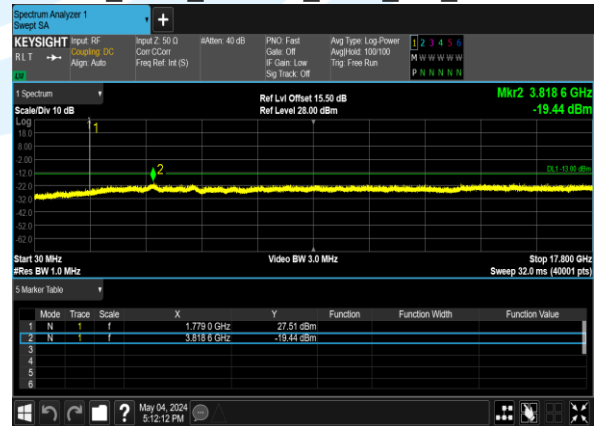 Spectrum Analyzer 1
Swept SA
+
KEYSIGHT Input: RF Input Z: 50 Ω #Atten: 40 dB PNO: Fast Avg Type: Log-Power 1 2 3 4 5 6
RLT Coupling: DC Corr CCorr Gate: Off Avg|Hold: 100/100 M W W W W W
Align: Auto Freq Ref: Int (S) IF Gain: Low Trig: Free Run
LW Sig Track: Off P N N N N N
1 Spectrum Ref Lvl Offset 15.50 dB Mkr2 3.818 6 GHz
Scale/Div 10 dB Ref Level 28.00 dBm -19.44 dBm
Log
1
18.0
8.00
-2.00
-12.0 2 DL1 -13.00 dBm
-22.0
-32.0
-42.0
-52.0
-62.0
Start 30 MHz Video BW 3.0 MHz Stop 17.800 GHz
#Res BW 1.0 MHz Sweep 32.0 ms (40001 pts)
5 Marker Table
Mode Trace Scale X Y Function Function Width Function Value
1 N 1 f 1.779 0 GHz 27.51 dBm
2 N 1 f 3.818 6 GHz -19.44 dBm
3
4
5
6
? May 04, 2024
5:12:12 PM